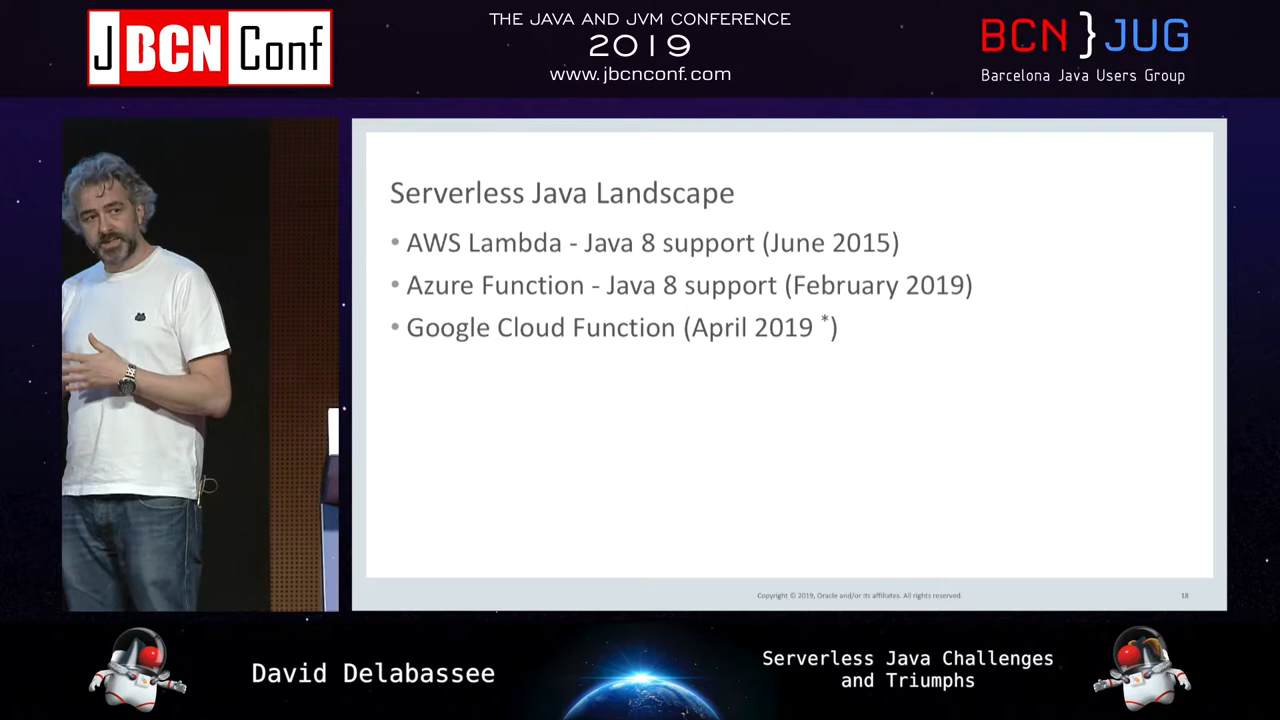 JBCNConf
THE JAVA AND JVM CONFERENCE
2019
www.jbcnconf.com
BCN}JUG
Barcelona Java Users Group
Serverless Java Landscape
• AWS Lambda - Java 8 support (June 2015)
• Azure Function - Java 8 support (February 2019)
• Google Cloud Function (April 2019 *)
Copyright © 2019, Oracle and/or its affiliates. All rights reserved.
18
David Delabassee
Serverless Java Challenges
and Triumphs